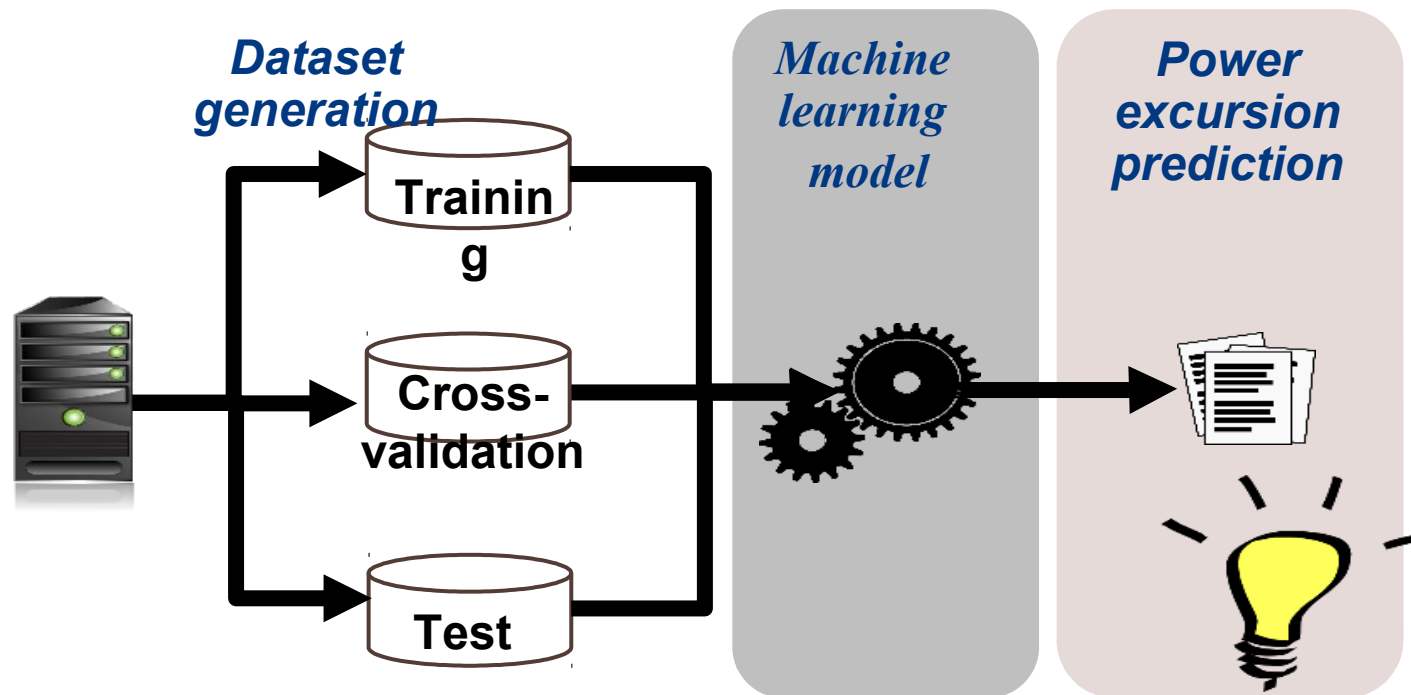 Dataset
generation
Trainin
g
Cross-
validation
Test
Machine
learning
model
Power
excursion
prediction